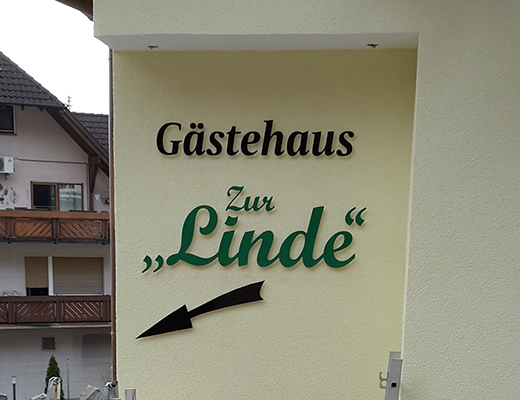 Gästehaus
Zur
„Linde“